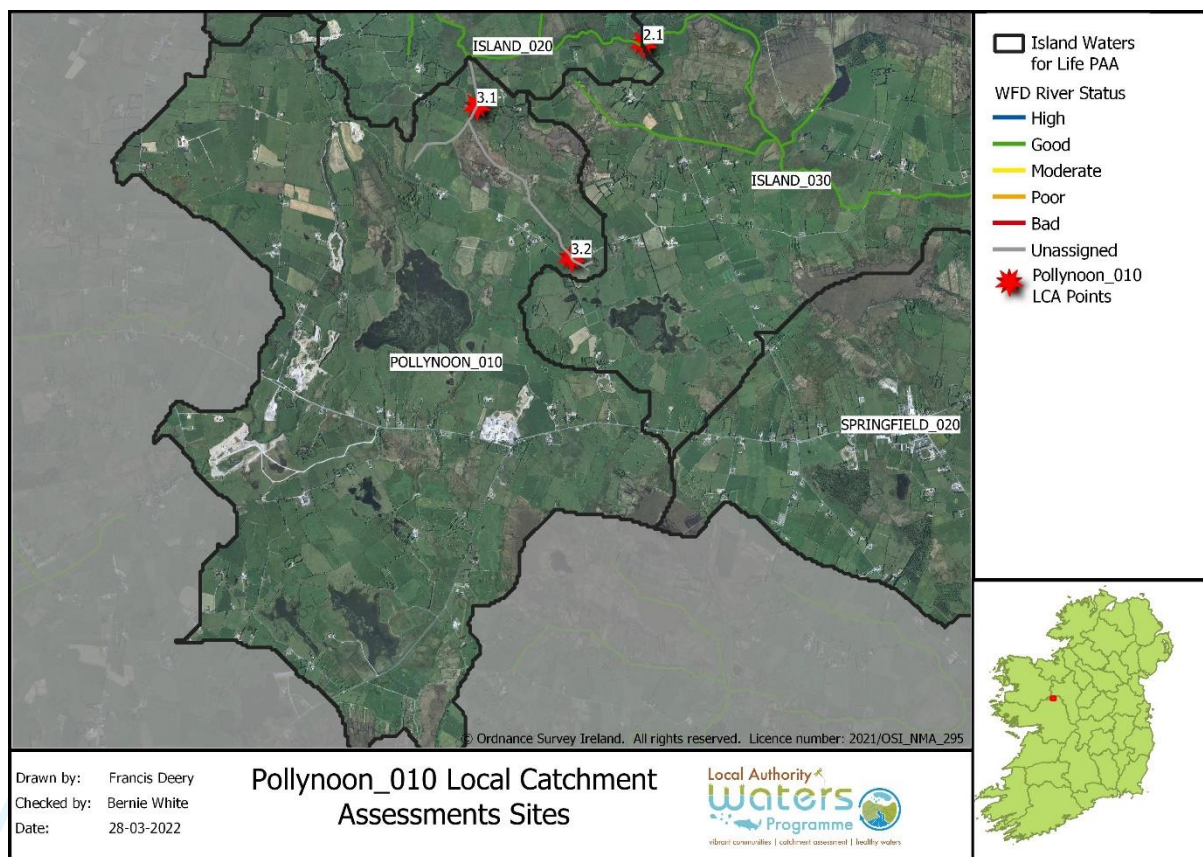 ISLAND_020
2.1
3.1
ISLAND_030
3.2
POLLYNOON_010
SPRINGFIELD_020
© Ordnance Survey Ireland. All rights reserved. Licence number: 2021/OSI_NMA_295
Island Waters
for Life PAA
WFD River Status
High
Good
Moderate
Poor
Bad
Unassigned
Pollynoon_010
LCA Points
Drawn by: Francis Deery
Checked by: Bernie White
Date: 28-03-2022
Pollynoon_010 Local Catchment
Assessments Sites
Local Authority
Waters
Programme
vibrant communities | catchment assessment | healthy waters